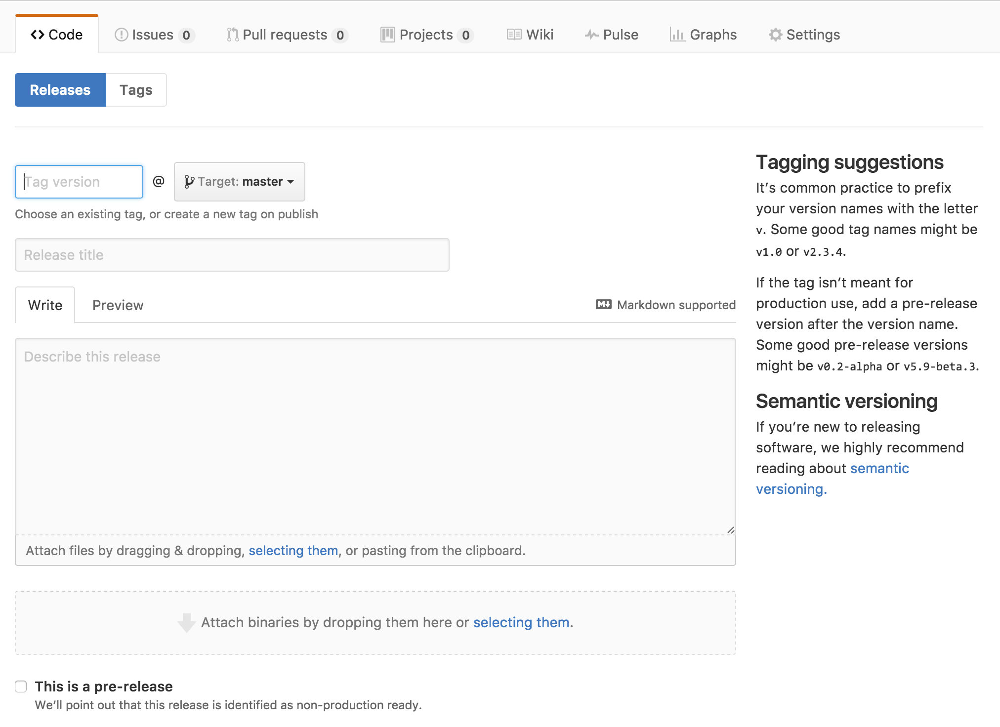 Code Issues 0 Pull requests 0 Projects 0 Wiki Pulse Graphs Settings
Releases Tags
Tag version @ Target: master
Choose an existing tag, or create a new tag on publish
Release title
Write Preview Markdown supported
Describe this release
Attach files by dragging & dropping, selecting them, or pasting from the clipboard.
Attach binaries by dropping them here or selecting them.
This is a pre-release
We’ll point out that this release is identified as non-production ready.
Tagging suggestions
It’s common practice to prefix
your version names with the letter
v. Some good tag names might be
v1.0 or v2.3.4.
If the tag isn’t meant for
production use, add a pre-release
version after the version name.
Some good pre-release versions
might be v0.2-alpha or v5.9-beta.3.
Semantic versioning
If you’re new to releasing
software, we highly recommend
reading about semantic
versioning.